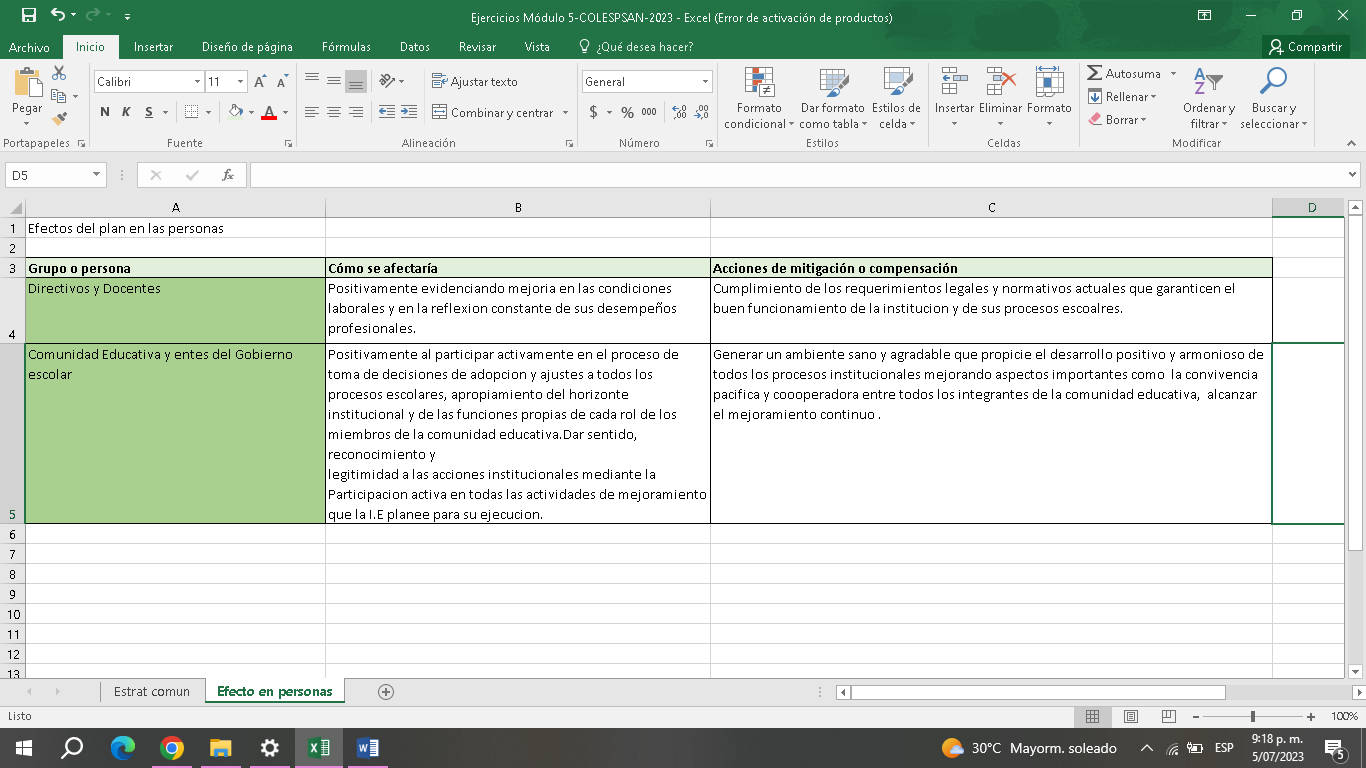 Ejercicios Módulo 5-COLESPSAN-2023 - Excel (Error de activación de productos)
Archivo Inicio Insertar Diseño de página Fórmulas Datos Revisar Vista ¿Qué desea hacer? Compartir
Pegar
Calibri 11
N K S
Ajustar texto
Combinar y centrar
General
$ % 000
Formato condicional
Dar formato como tabla
Estilos de celda
Insertar Eliminar Formato
Autosuma
Rellenar
Borrar
Ordenar y filtrar
Buscar y seleccionar
Portapapeles Fuente Alineación Número Estilos Celdas Modificar
D5 fx
A B C D
1 Efectos del plan en las personas
2
3 Grupo o persona Cómo se afectaría Acciones de mitigación o compensación
4
Directivos y Docentes
Positivamente evidenciando mejoria en las condiciones
laborales y en la reflexion constante de sus desempeños
profesionales.
Cumplimiento de los requerimientos legales y normativos actuales que garanticen el
buen funcionamiento de la institucion y de sus procesos escoalres.
5
Comunidad Educativa y entes del Gobierno
escolar
Positivamente al participar activamente en el proceso de
toma de decisiones de adopcion y ajustes a todos los
procesos escolares, apropiamiento del horizonte
institucional y de las funciones propias de cada rol de los
miembros de la comunidad educativa.Dar sentido,
reconocimiento y
legitimidad a las acciones institucionales mediante la
Participacion activa en todas las actividades de mejoramiento
que la I.E planee para su ejecucion.
Generar un ambiente sano y agradable que propicie el desarrollo positivo y armonioso de
todos los procesos institucionales mejorando aspectos importantes como la convivencia
pacifica y coooperadora entre todos los integrantes de la comunidad educativa, alcanzar
el mejoramiento continuo .
6
7
8
9
10
11
12
13
Estrat comun Efecto en personas
Listo 100%
30°C Mayorm. soleado ESP
9:18 p. m.
5/07/2023
5